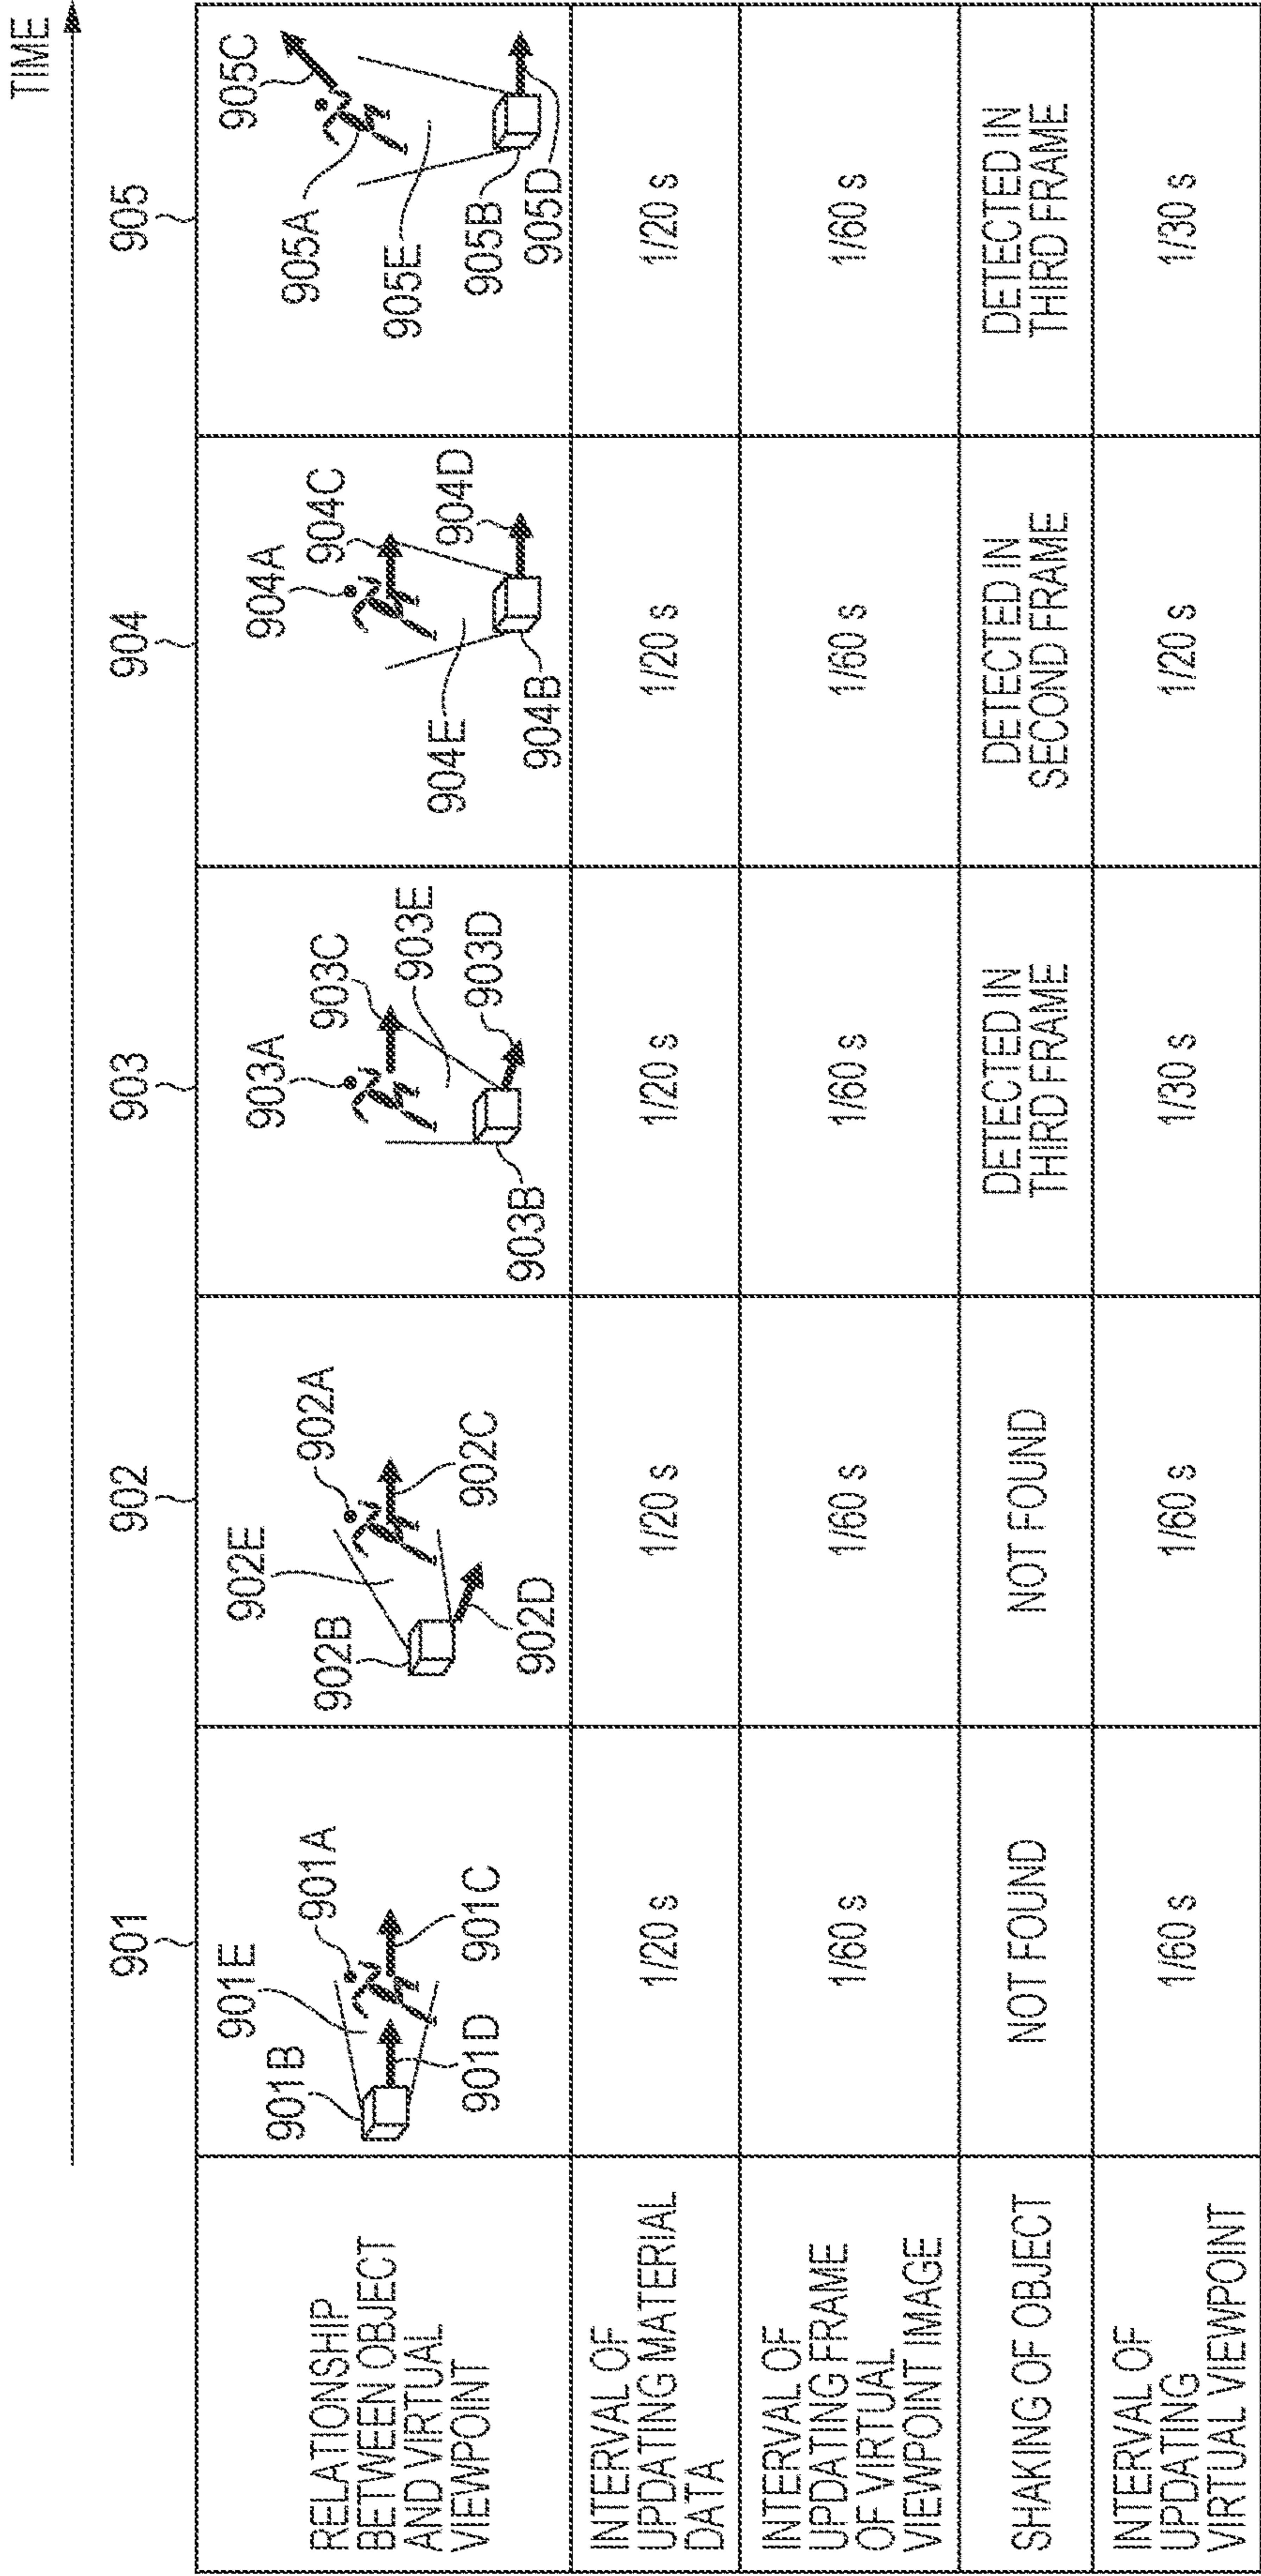 TIME
901
902
903
904
905
RELATIONSHIP
BETWEEN OBJECT
AND VIRTUAL
VIEWPOINT
901E
901A
901B
901D
901C
902E
902A
902B
902C
902D
903A
903C
903E
903D
903B
904A
904C
904D
904E
904B
905C
905A
905E
905B
905D
INTERVAL OF
UPDATING MATERIAL
DATA
1/20 s
1/20 s
1/20 s
1/20 s
1/20 s
INTERVAL OF
UPDATING FRAME
OF VIRTUAL
VIEWPOINT IMAGE
1/60 s
1/60 s
1/60 s
1/60 s
1/60 s
SHAKING OF OBJECT
NOT FOUND
NOT FOUND
DETECTED IN
THIRD FRAME
DETECTED IN
SECOND FRAME
DETECTED IN
THIRD FRAME
INTERVAL OF
UPDATING
VIRTUAL VIEWPOINT
1/60 s
1/60 s
1/30 s
1/20 s
1/30 s